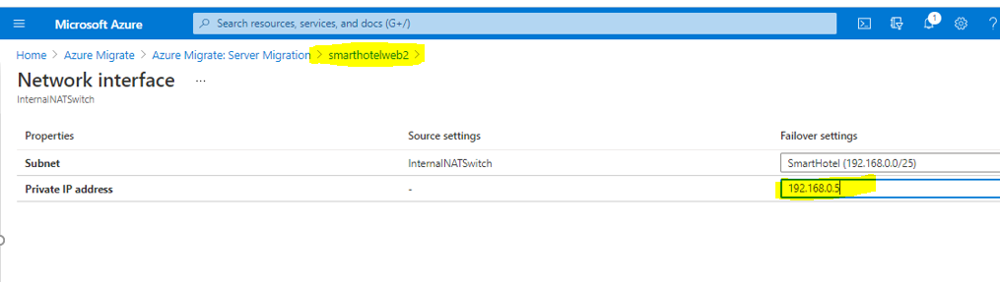 Microsoft Azure
Search resources, services, and docs (G+/)
1
Home > Azure Migrate > Azure Migrate: Server Migration > smarthotelweb2 >
Network interface ...
InternalNATSwitch
Properties Source settings Failover settings
Subnet InternalNATSwitch SmartHotel (192.168.0.0/25)
Private IP address - 192.168.0.5